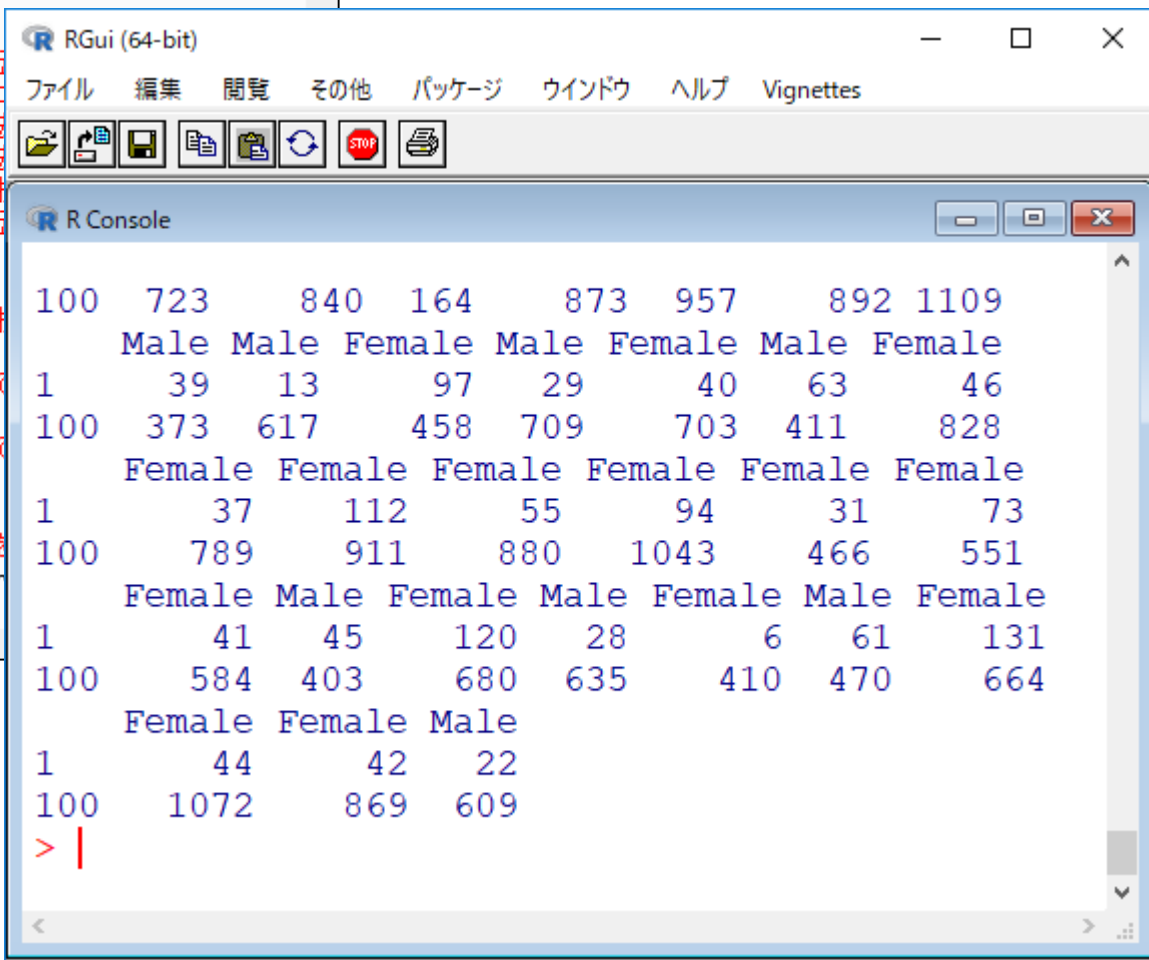 RGui (64-bit)
ファイル 編集 閲覧 その他 パッケージ ウインドウ ヘルプ Vignettes
STOP
R Console
100 723 840 164 873 957 892 1109
Male Male Female Male Female Male Female
1 39 13 97 29 40 63 46
100 373 617 458 709 703 411 828
Female Female Female Female Female Female
1 37 112 55 94 31 73
100 789 911 880 1043 466 551
Female Male Female Male Female Male Female
1 41 45 120 28 6 61 131
100 584 403 680 635 410 470 664
Female Female Male
1 44 42 22
100 1072 869 609
>